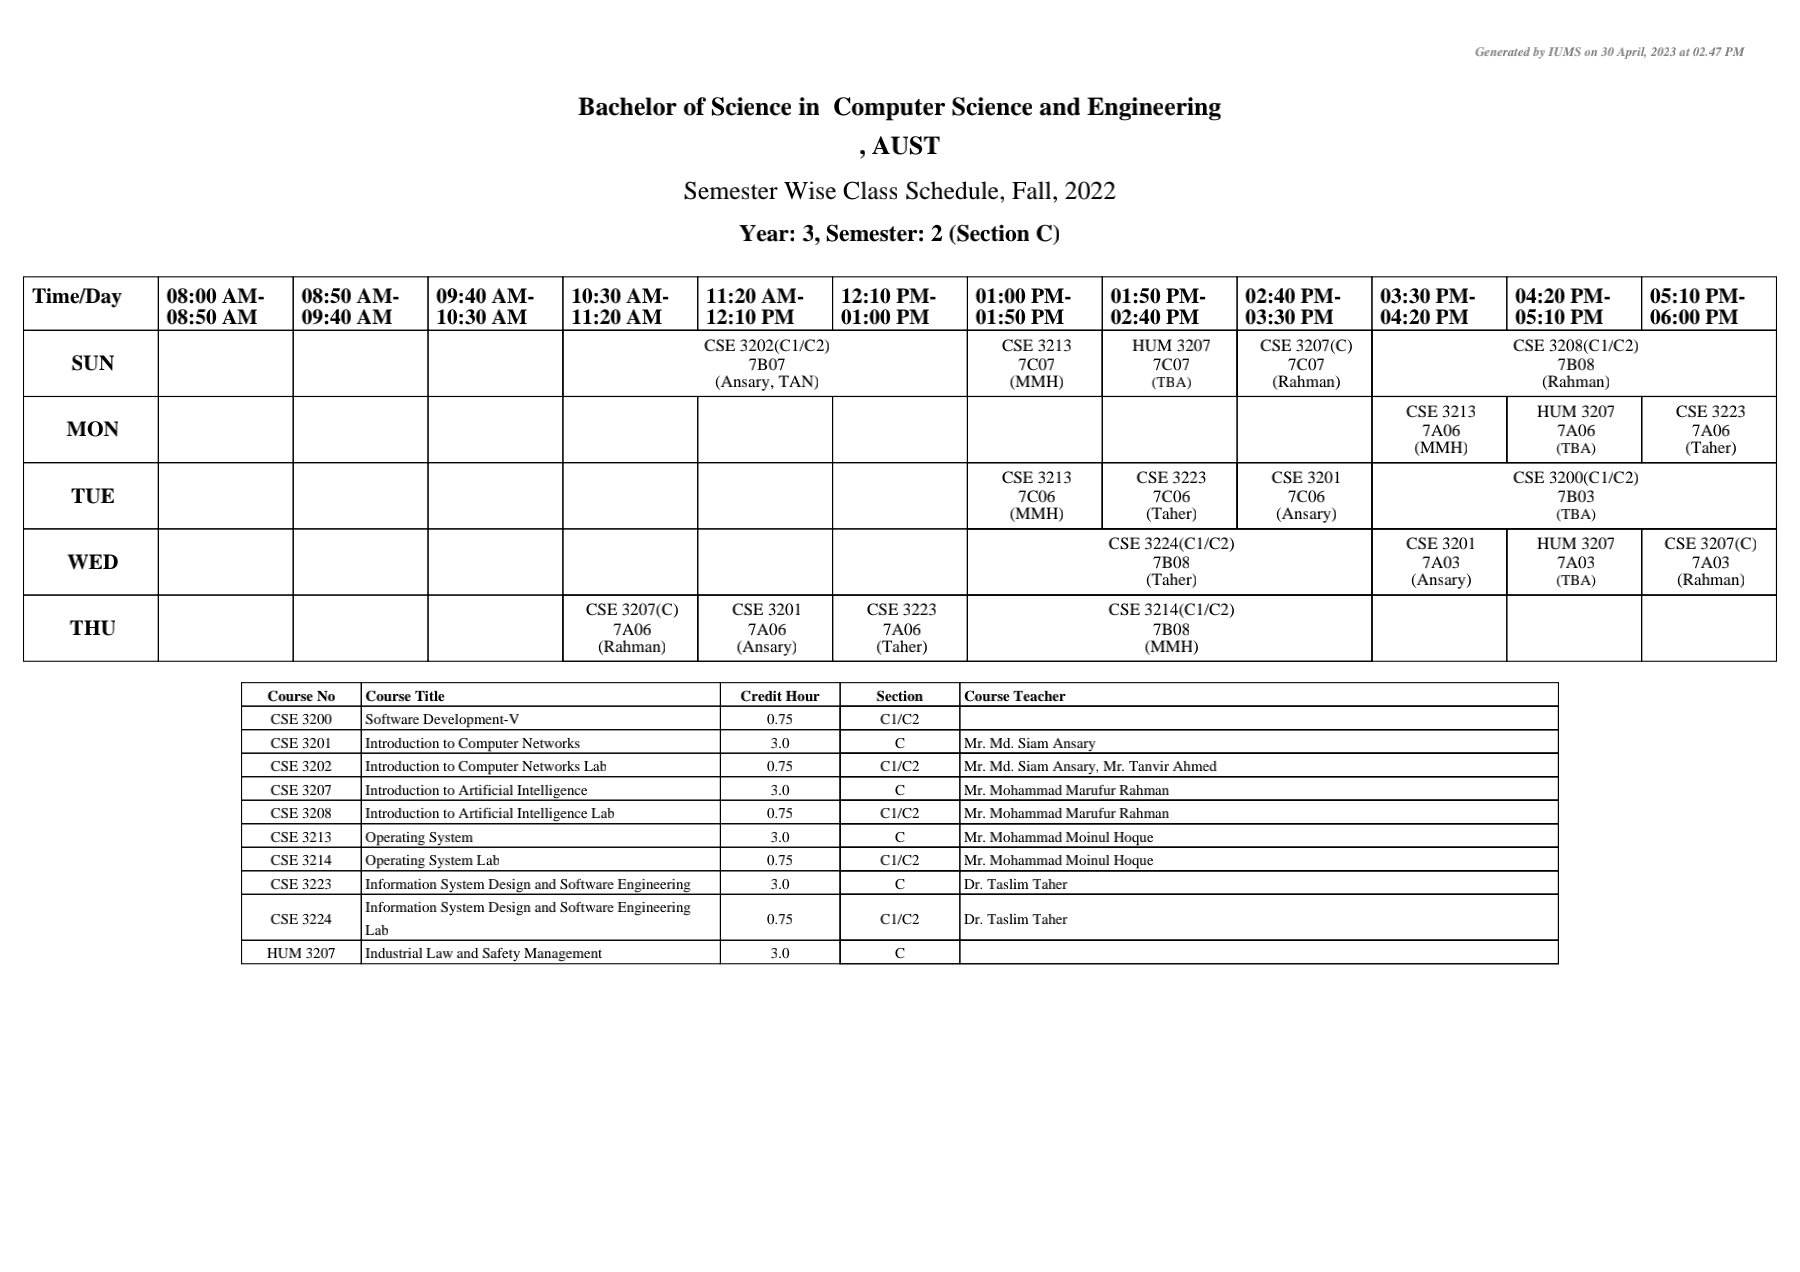 Generated by IUMS on 30 April, 2023 at 02.47 PM
Bachelor of Science in  Computer Science and Engineering
, AUST
Semester Wise Class Schedule, Fall, 2022
Year: 3, Semester: 2 (Section C)
Time/Day 08:00 AM- 08:50 AM- 09:40 AM- 10:30 AM- 11:20 AM- 12:10 PM- 01:00 PM- 01:50 PM- 02:40 PM- 03:30 PM- 04:20 PM- 05:10 PM-
08:50 AM 09:40 AM 10:30 AM 11:20 AM 12:10 PM 01:00 PM 01:50 PM 02:40 PM 03:30 PM 04:20 PM 05:10 PM 06:00 PM
CSE 3202(C1/C2) CSE 3213 HUM 3207 CSE 3207(C) CSE 3208(C1/C2)
SUN 7B07 7C07 7C07 7C07 7B08
(Ansary, TAN) (MMH) (TBA) (Rahman) (Rahman)
CSE 3213 HUM 3207 CSE 3223
MON 7A06 7A06 7A06
(MMH) (TBA) (Taher)
CSE 3213 CSE 3223 CSE 3201 CSE 3200(C1/C2)
TUE 7C06 7C06 7C06 7B03
(MMH) (Taher) (Ansary) (TBA)
CSE 3224(C1/C2) CSE 3201 HUM 3207 CSE 3207(C)
WED 7B08 7A03 7A03 7A03
(Taher) (Ansary) (TBA) (Rahman)
CSE 3207(C) CSE 3201 CSE 3223 CSE 3214(C1/C2)
THU 7A06 7A06 7A06 7B08
(Rahman) (Ansary) (Taher) (MMH)
Course No Course Title Credit Hour Section Course Teacher
CSE 3200 Software Development-V 0.75 C1/C2
CSE 3201 Introduction to Computer Networks 3.0 C Mr. Md. Siam Ansary
CSE 3202 Introduction to Computer Networks Lab 0.75 C1/C2 Mr. Md. Siam Ansary, Mr. Tanvir Ahmed
CSE 3207 Introduction to Artificial Intelligence 3.0 C Mr. Mohammad Marufur Rahman
CSE 3208 Introduction to Artificial Intelligence Lab 0.75 C1/C2 Mr. Mohammad Marufur Rahman
CSE 3213 Operating System 3.0 C Mr. Mohammad Moinul Hoque
CSE 3214 Operating System Lab 0.75 C1/C2 Mr. Mohammad Moinul Hoque
CSE 3223 Information System Design and Software Engineering 3.0 C Dr. Taslim Taher
CSE 3224 Information System Design and Software Engineering 0.75 C1/C2 Dr. Taslim Taher
Lab
HUM 3207 Industrial Law and Safety Management 3.0 C